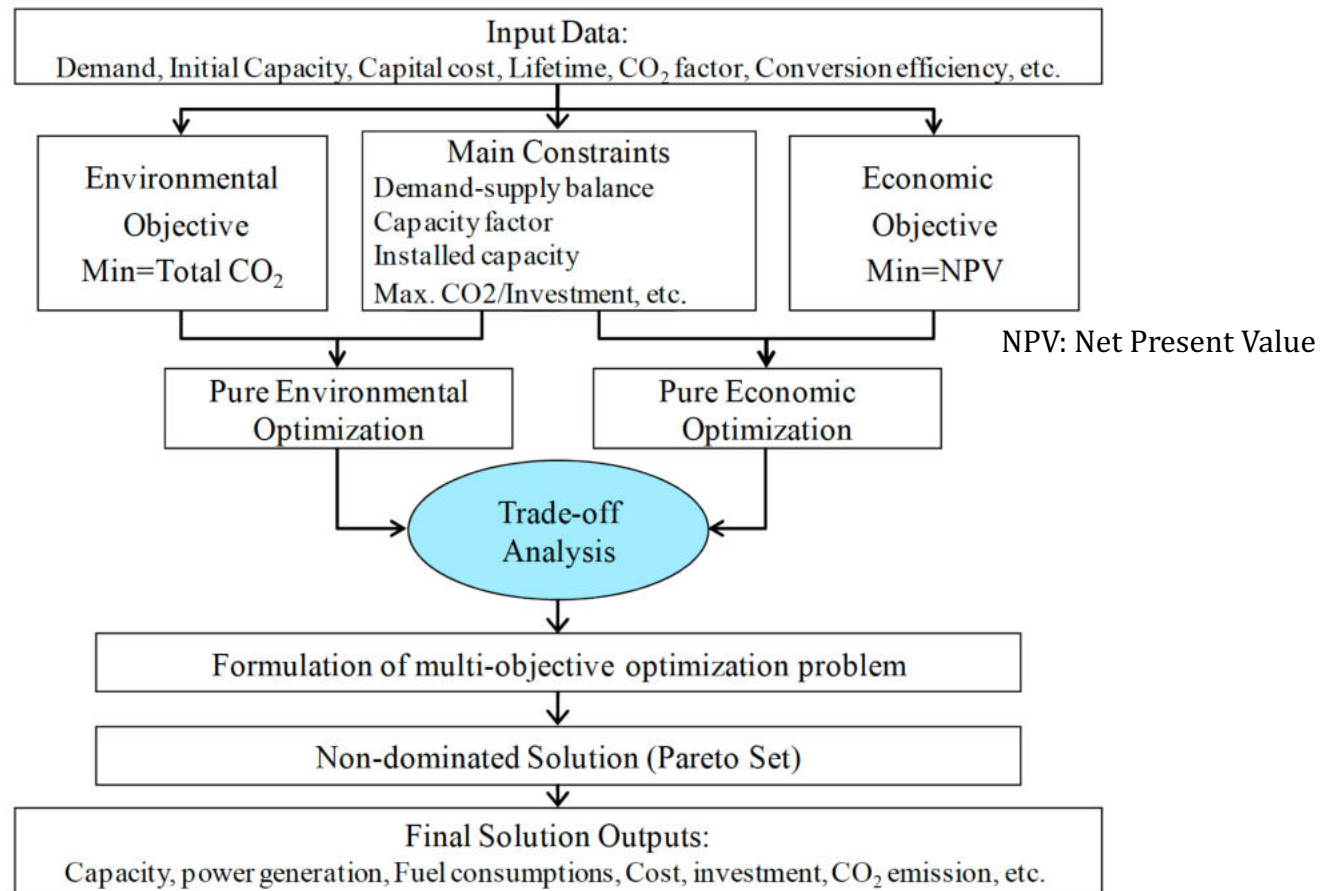 Input Data:
Demand, Initial Capacity, Capital cost, Lifetime, CO₂ factor, Conversion efficiency, etc.
Environmental
Objective
Min=Total CO₂
Main Constraints
Demand-supply balance
Capacity factor
Installed capacity
Max. CO2/Investment, etc.
Economic
Objective
Min=NPV
NPV: Net Present Value
Pure Environmental
Optimization
Pure Economic
Optimization
Trade-off
Analysis
Formulation of multi-objective optimization problem
Non-dominated Solution (Pareto Set)
Final Solution Outputs:
Capacity, power generation, Fuel consumptions, Cost, investment, CO₂ emission, etc.